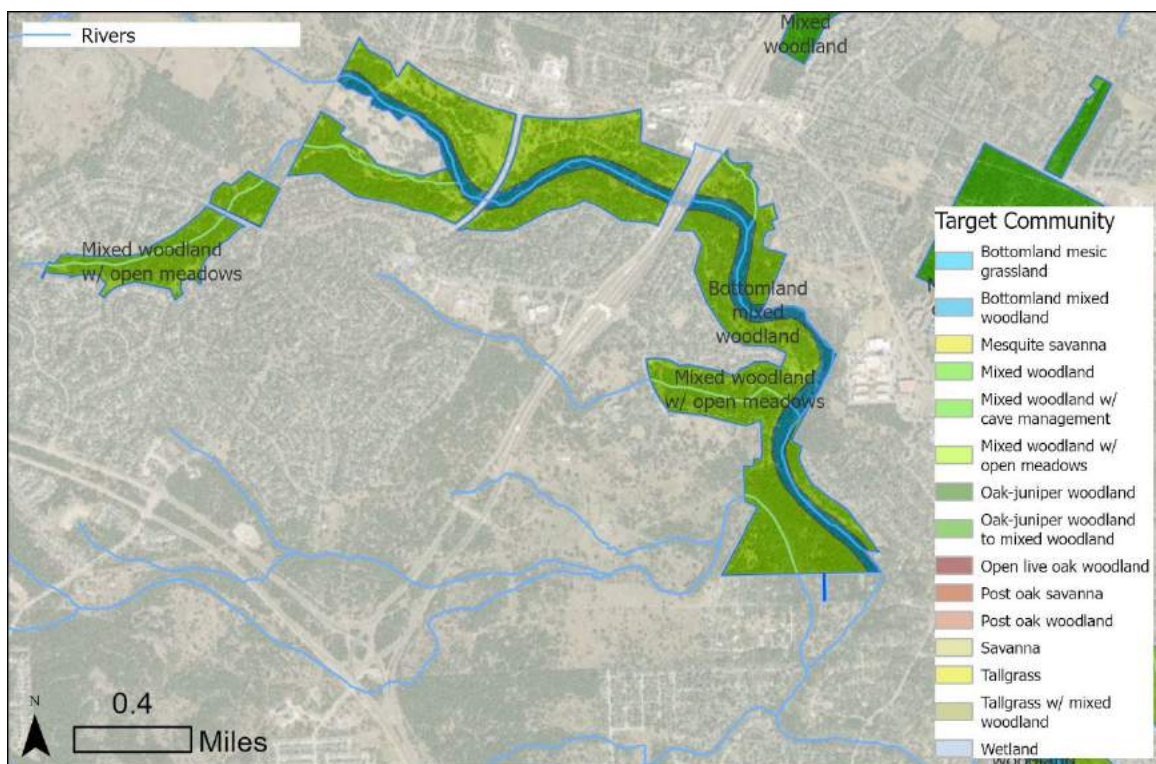 Rivers
Mixed
woodland
Mixed woodland
w/ open meadows
Bottomland
mixed
woodland
Mixed woodland
w/ open meadows
Target Community
Bottomland mesic
grassland
Bottomland mixed
woodland
Mesquite savanna
Mixed woodland
Mixed woodland w/
cave management
Mixed woodland w/
open meadows
Oak-juniper woodland
Oak-juniper woodland
to mixed woodland
Open live oak woodland
Post oak savanna
Post oak woodland
Savanna
Tallgrass
Tallgrass w/ mixed
woodland
Wetland
N
0.4
Miles